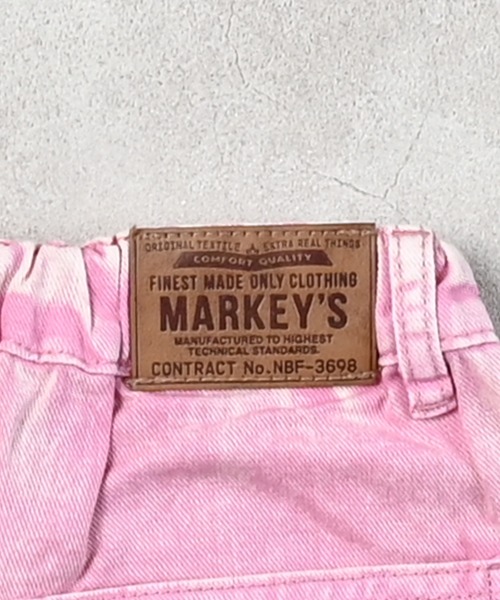 ORIGINAL TEXTILE EXTRA REAL THINGS
COMFORT QUALITY
FINEST MADE ONLY CLOTHING
MARKEY'S
MANUFACTURED TO HIGHEST
TECHNICAL STANDARDS.
CONTRACT No.NBF-3698